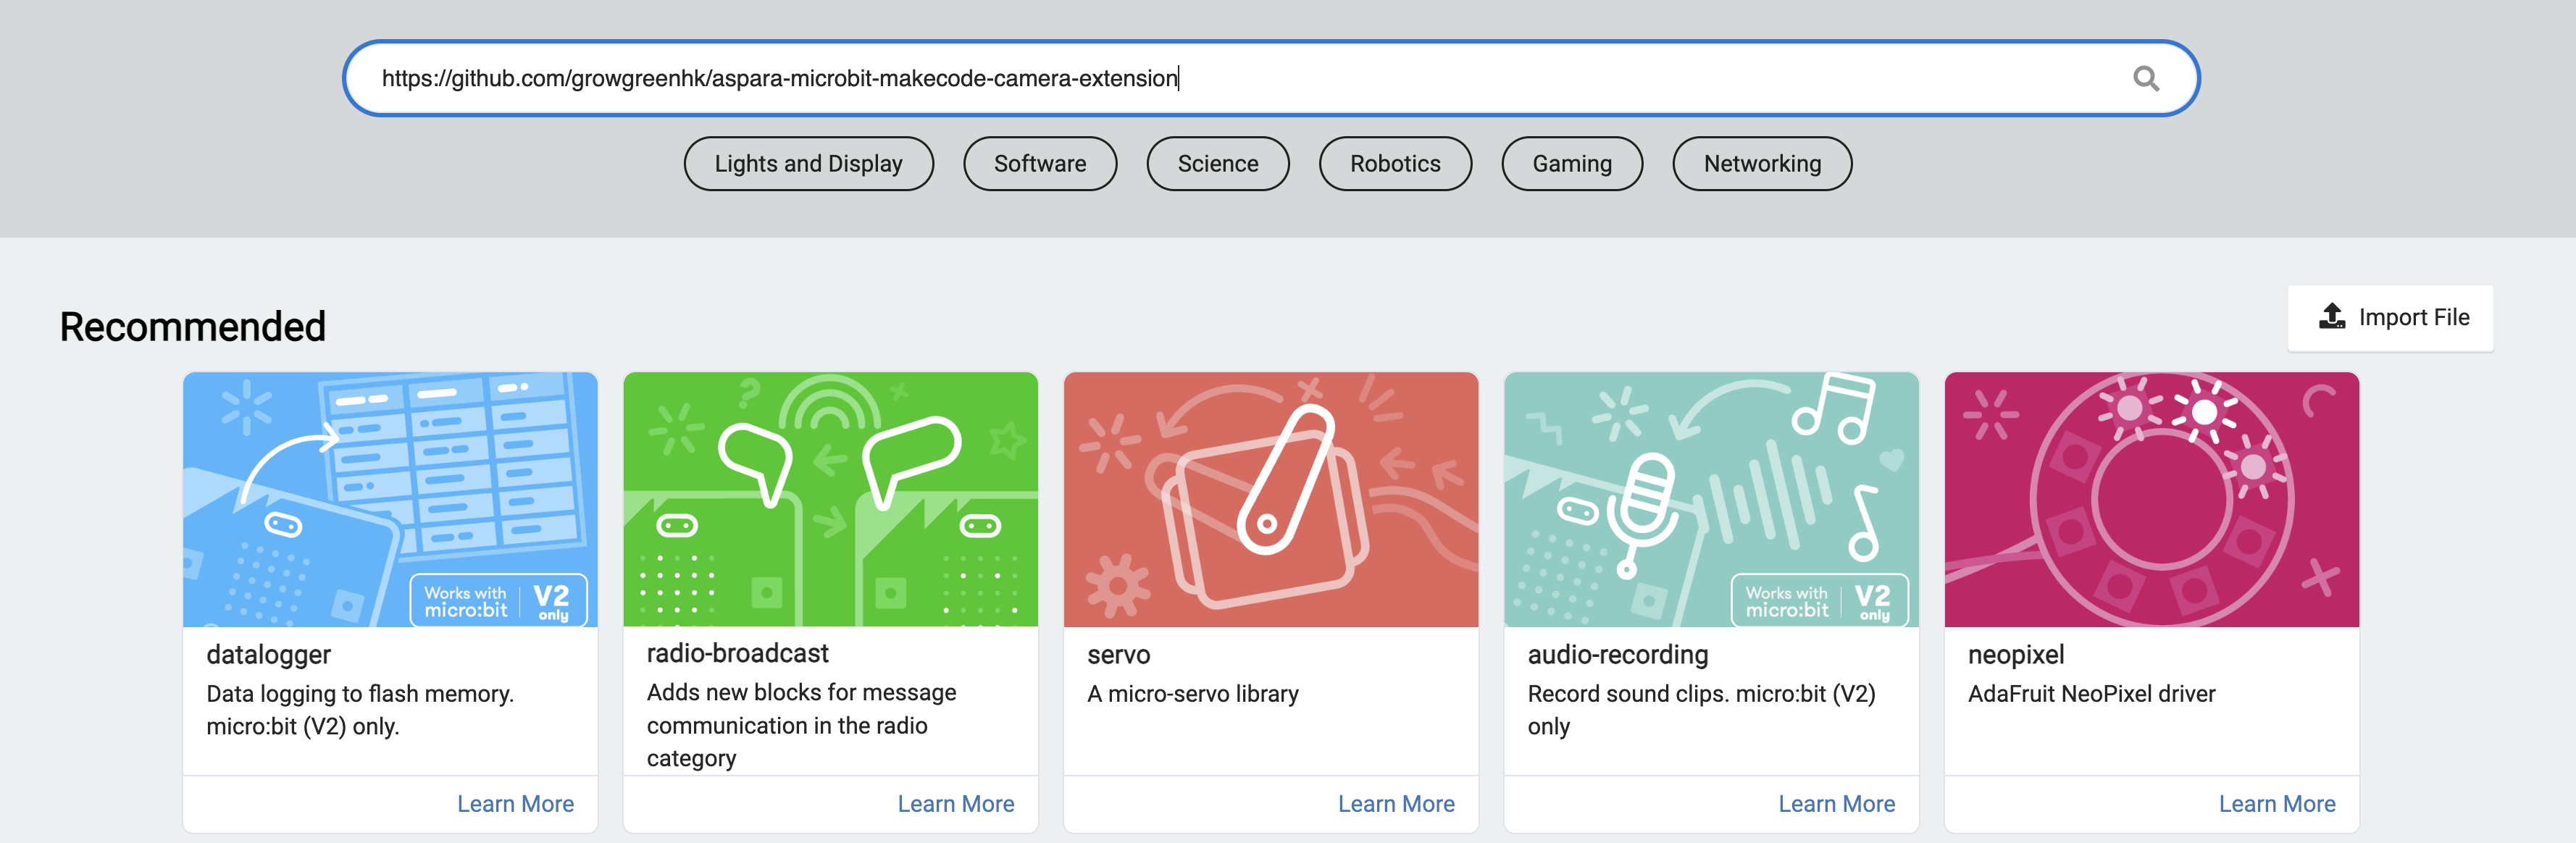 https://github.com/growgreenhk/aspara-microbit-makecode-camera-extension
Lights and Display
Software
Science
Robotics
Gaming
Networking
Recommended
Import File
Works with
micro:bit
V2
only
datalogger
Data logging to flash memory.
micro:bit (V2) only.
Learn More
?
radio-broadcast
Adds new blocks for message
communication in the radio
category
Learn More
servo
A micro-servo library
Learn More
Works with
micro:bit
V2
only
audio-recording
Record sound clips. micro:bit (V2)
only
Learn More
neopixel
AdaFruit NeoPixel driver
Learn More